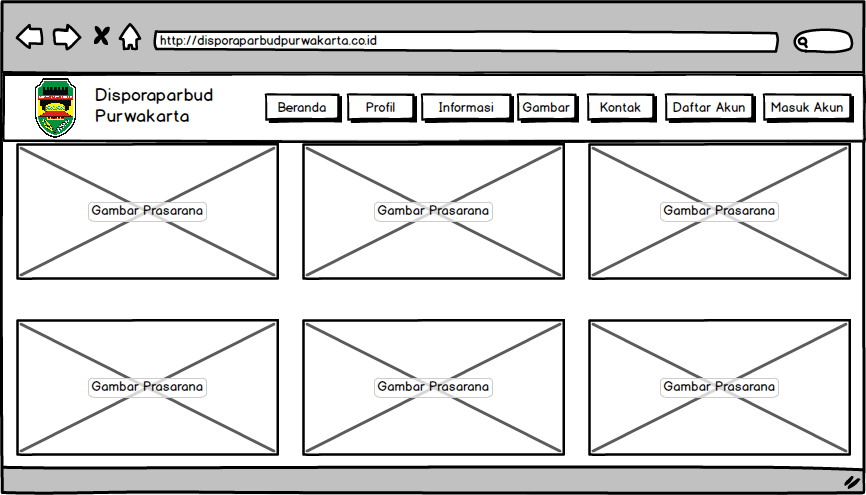 http://disporaparbudpurwakarta.co.id
Disporaparbud
Purwakarta
Beranda
Profil
Informasi
Gambar
Kontak
Daftar Akun
Masuk Akun
Gambar Prasarana
Gambar Prasarana
Gambar Prasarana
Gambar Prasarana
Gambar Prasarana
Gambar Prasarana